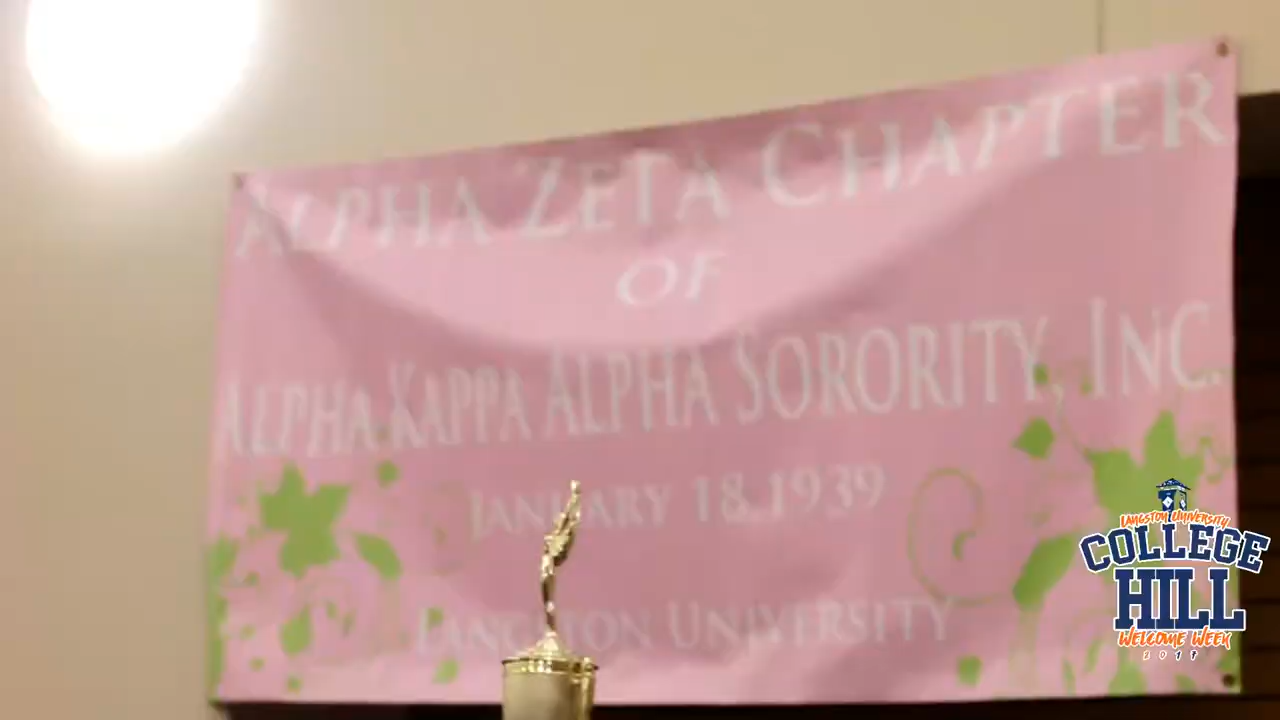 ALPHA ZETA CHAPTER
OF
ALPHA KAPPA ALPHA SORORITY, INC.
JANUARY 18, 1939
LANGSTON UNIVERSITY
LANGSTON UNIVERSITY
COLLEGE
HILL
WELCOME WEEK
2017